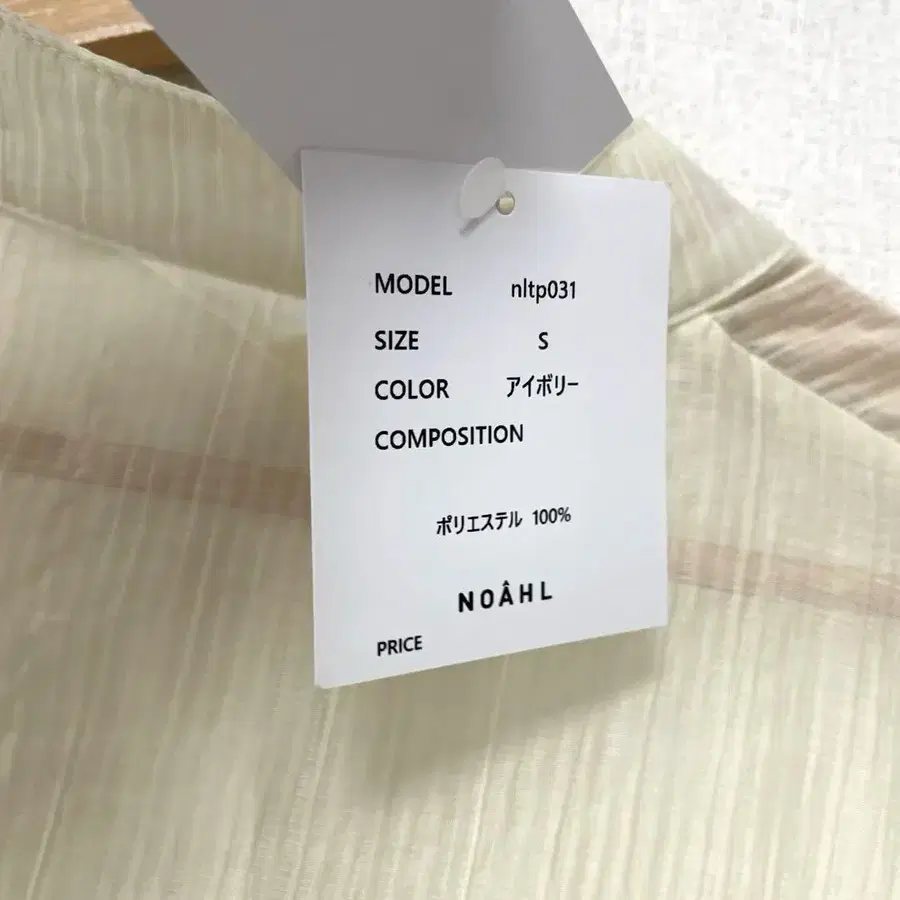 MODEL nltp031
SIZE S
COLOR アイボリー
COMPOSITION
ポリエステル 100%
NOÂHL
PRICE